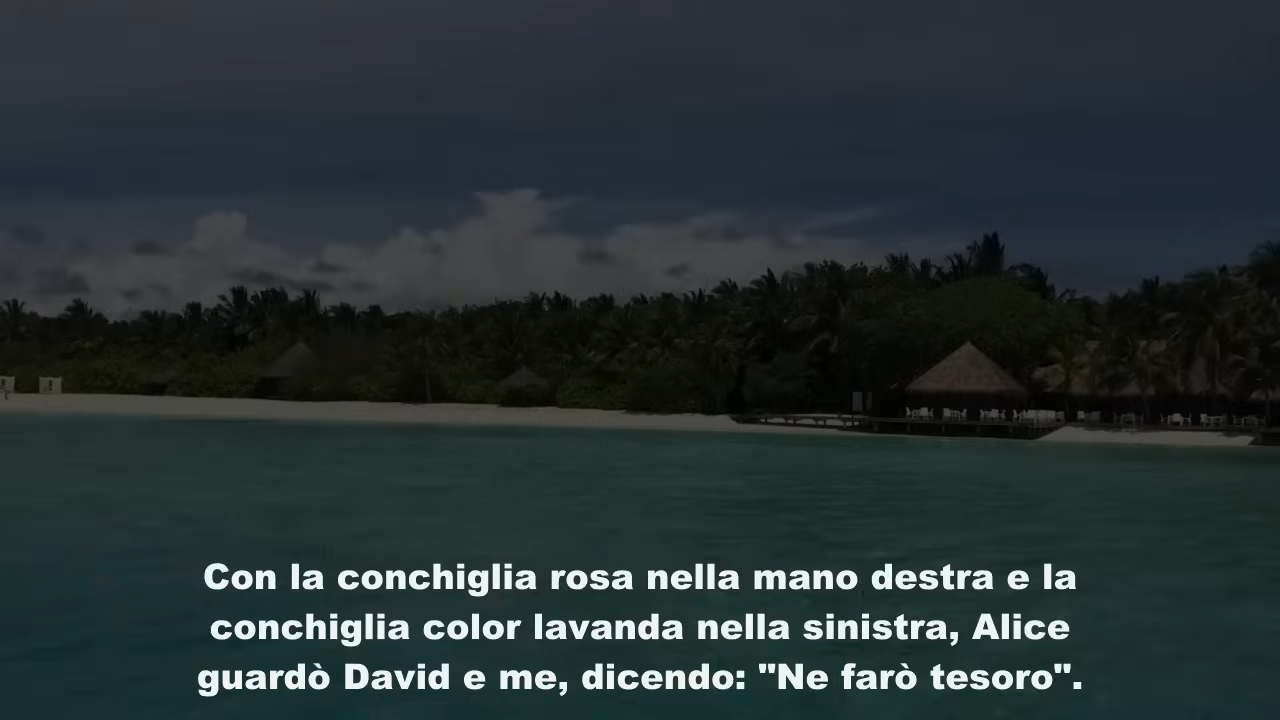 Con la conchiglia rosa nella mano destra e la
conchiglia color lavanda nella sinistra, Alice
guardò David e me, dicendo: "Ne farò tesoro".